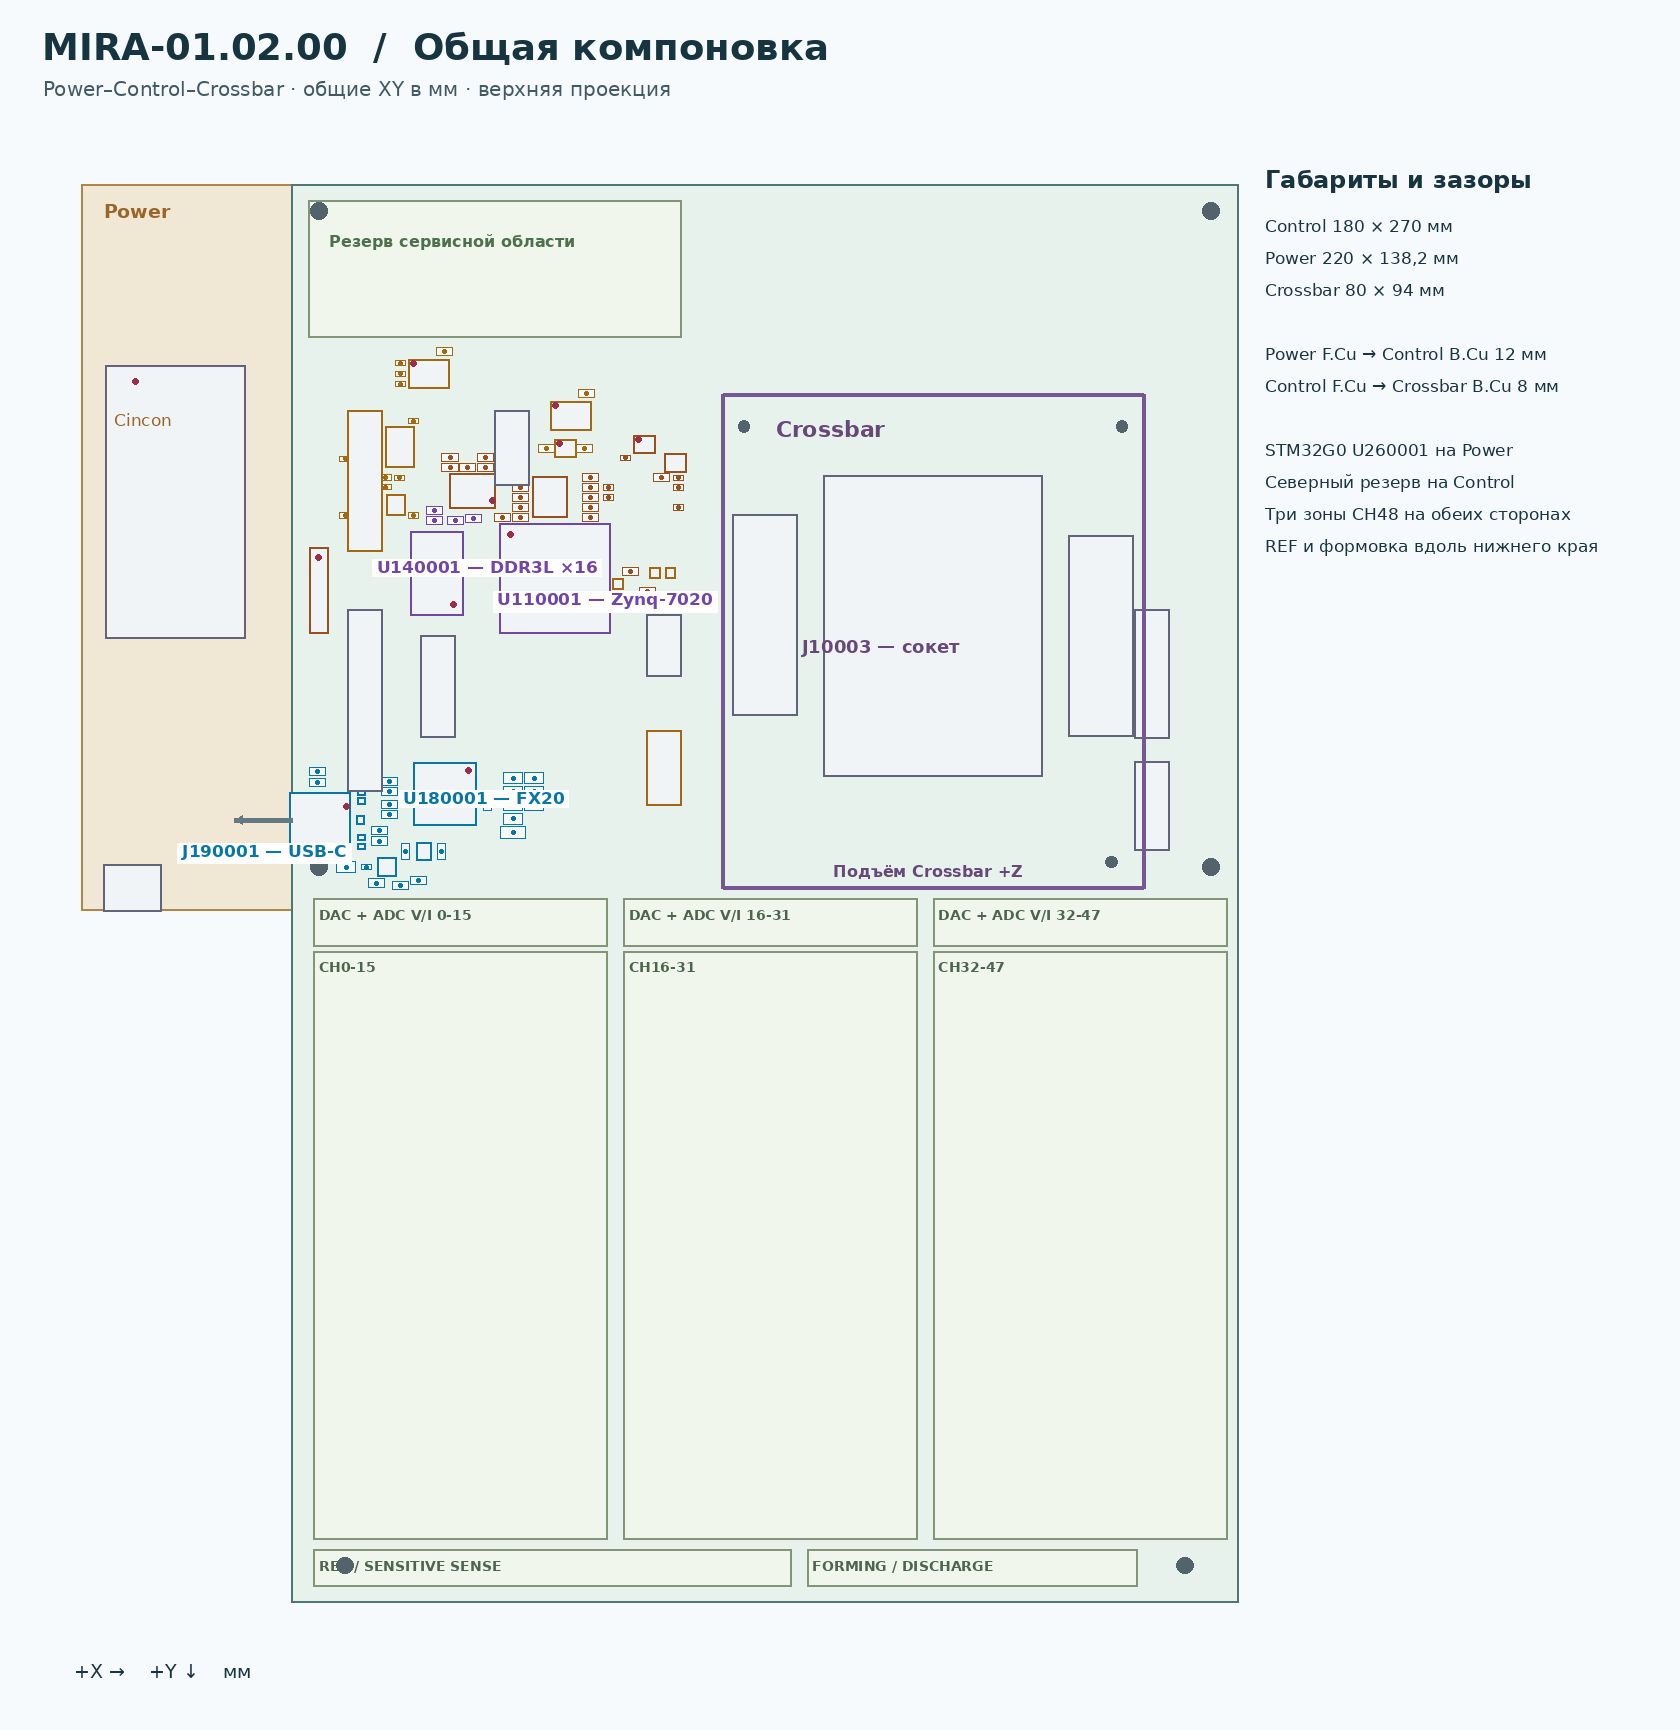 MIRA-01.02.00 / Общая компоновка
Power–Control–Crossbar · общие XY в мм · верхняя проекция
Габариты и зазоры
Control 180 × 270 мм
Power 220 × 138,2 мм
Crossbar 80 × 94 мм
Power F.Cu → Control B.Cu 12 мм
Control F.Cu → Crossbar B.Cu 8 мм
STM32G0 U260001 на Power
Северный резерв на Control
Три зоны CH48 на обеих сторонах
REF и формовка вдоль нижнего края
Power
Резерв сервисной области
Cincon
Crossbar
U140001 — DDR3L ×16
U110001 — Zynq-7020
J10003 — сокет
U180001 — FX20
J190001 — USB-C
Подъём Crossbar +Z
DAC + ADC V/I 0-15
DAC + ADC V/I 16-31
DAC + ADC V/I 32-47
CH0-15
CH16-31
CH32-47
/ SENSITIVE SENSE
FORMING / DISCHARGE
+X → +Y ↓ мм